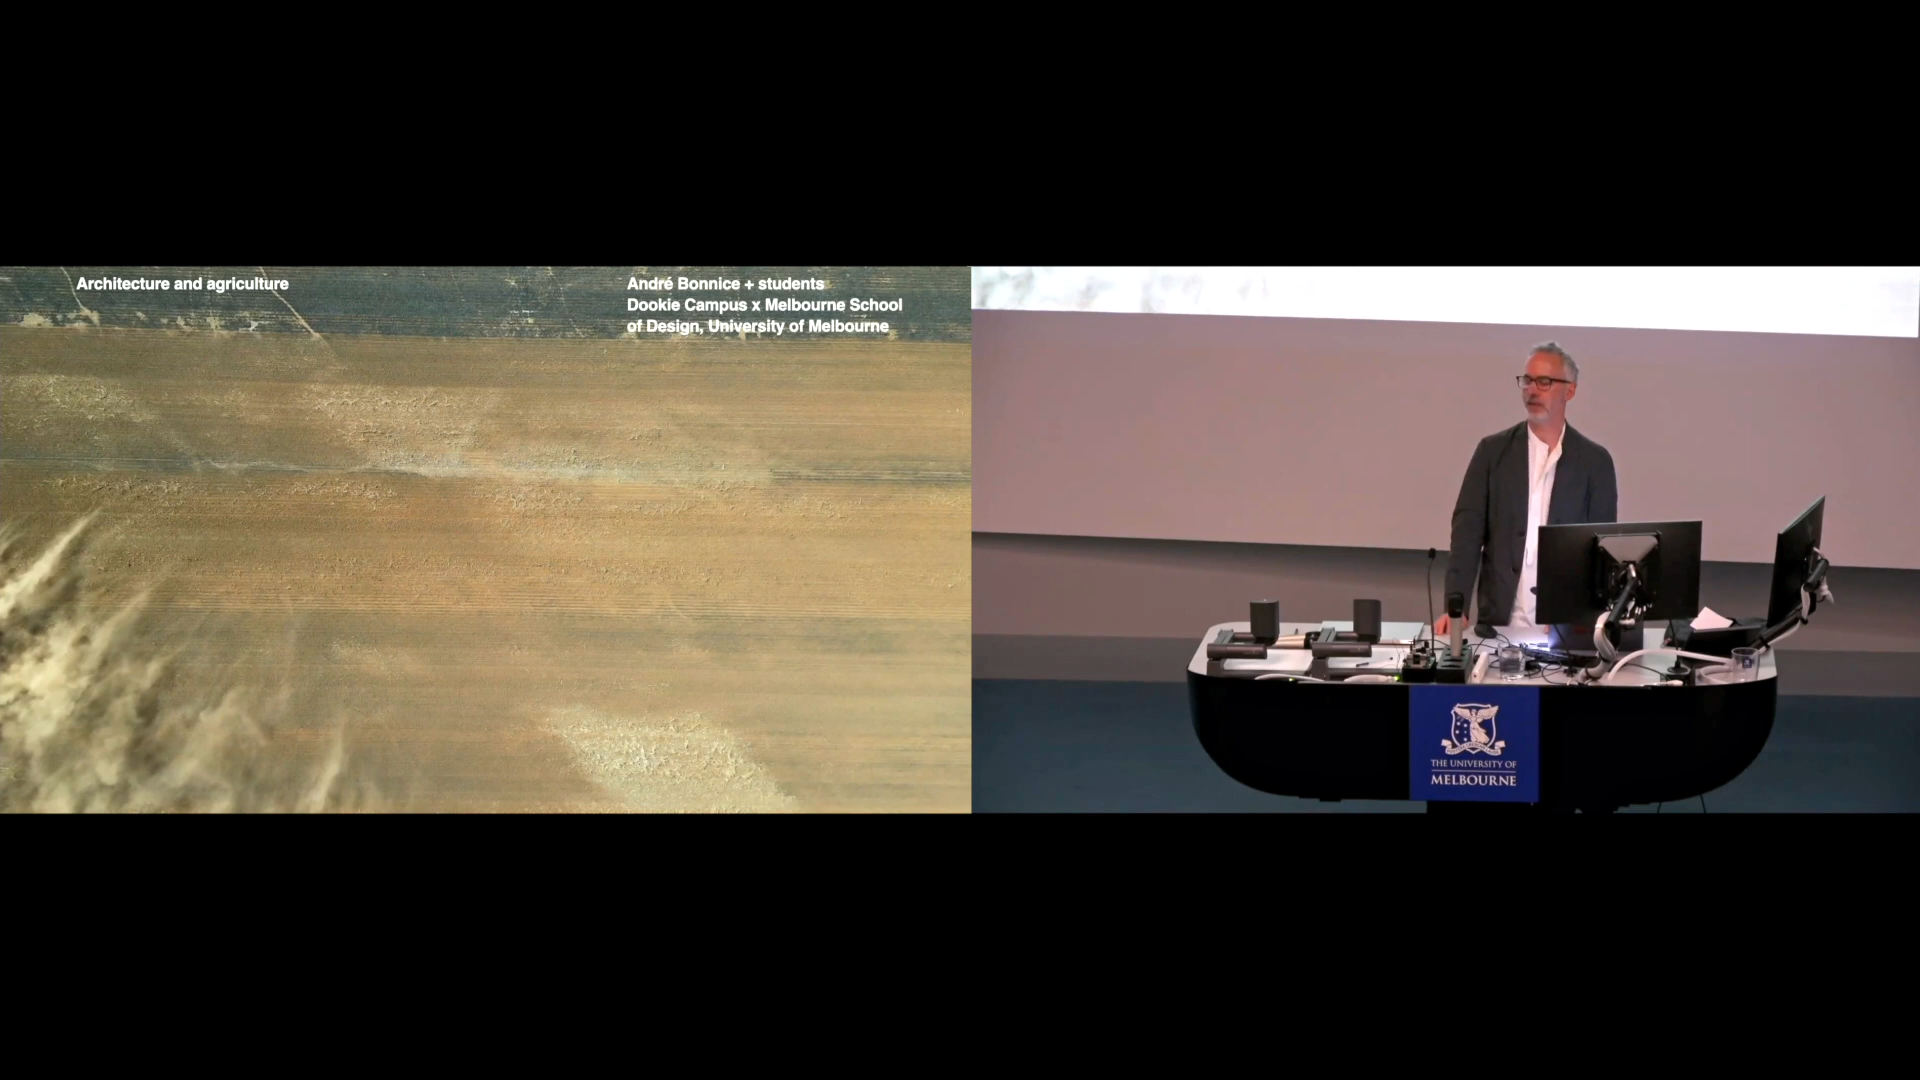 Architecture and agriculture
André Bonnice + students
Dookie Campus x Melbourne School
of Design, University of Melbourne
THE UNIVERSITY OF
MELBOURNE